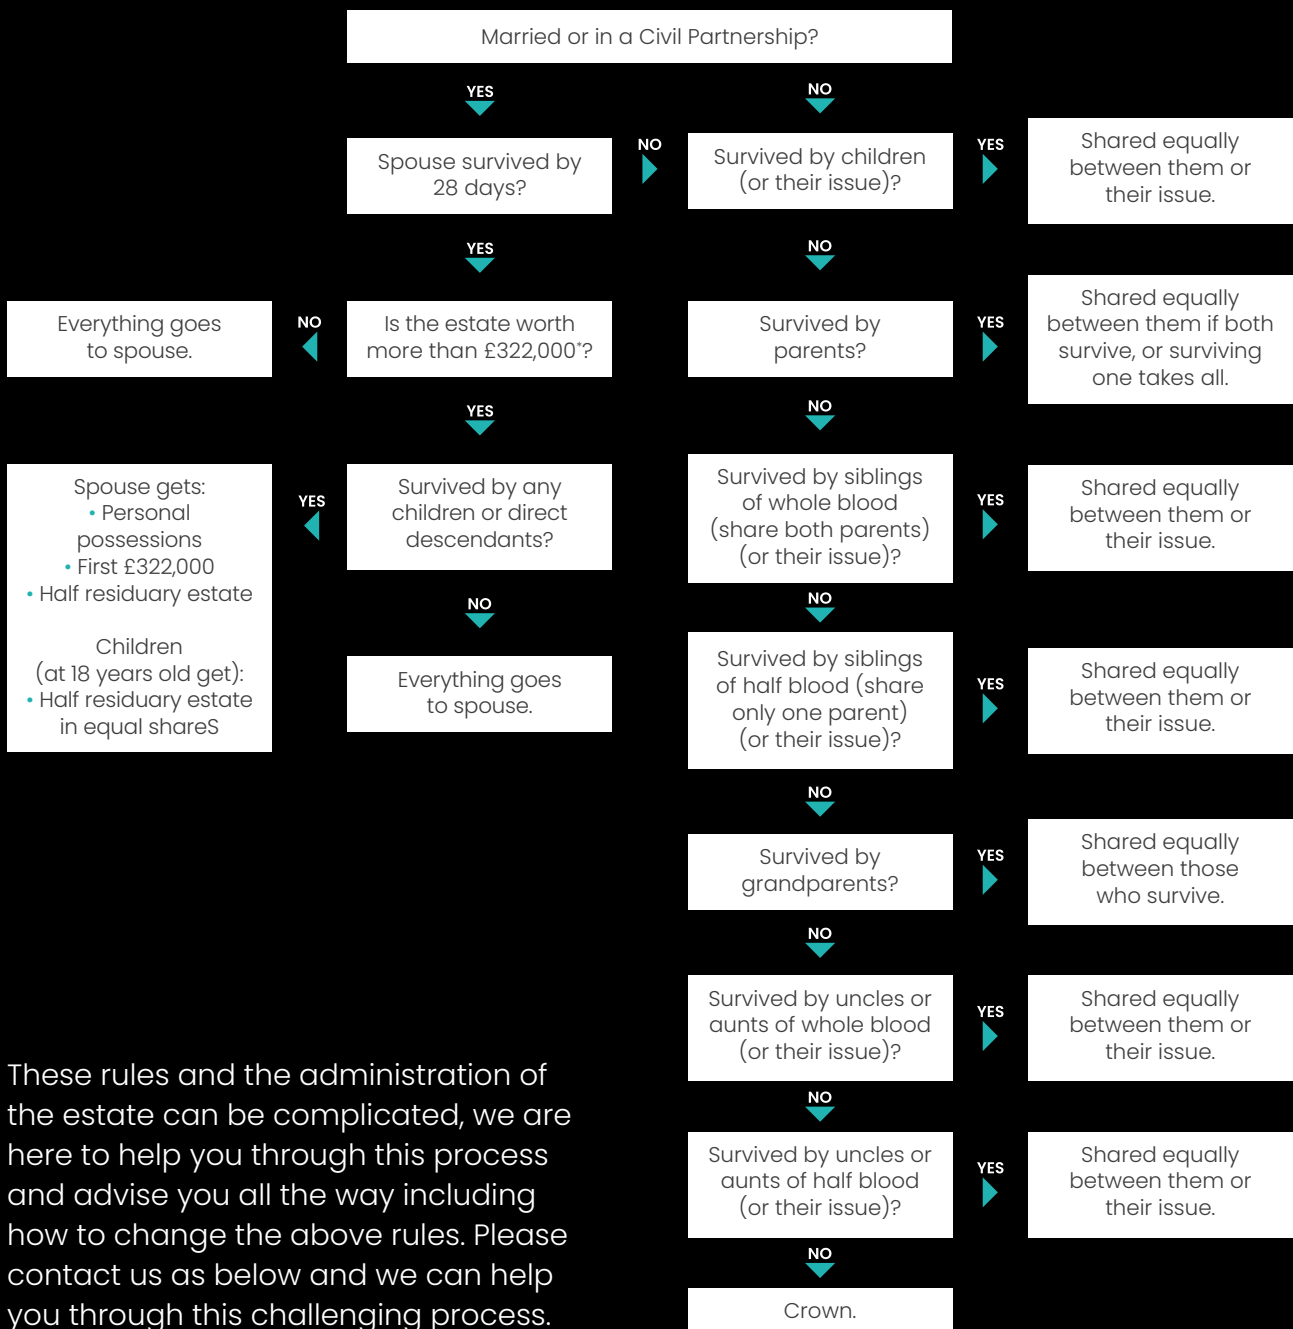 Married or in a Civil Partnership?
YES
NO
Spouse survived by
28 days?
NO
Survived by children
(or their issue)?
YES
Shared equally
between them or
their issue.
YES
NO
Everything goes
to spouse.
NO
Is the estate worth
more than £322,000*?
Survived by
parents?
YES
Shared equally
between them if both
survive, or surviving
one takes all.
YES
NO
Spouse gets:
• Personal
possessions
• First £322,000
• Half residuary estate
Children
(at 18 years old get):
• Half residuary estate
in equal shareS
YES
Survived by any
children or direct
descendants?
NO
Everything goes
to spouse.
Survived by siblings
of whole blood
(share both parents)
(or their issue)?
YES
Shared equally
between them or
their issue.
NO
Survived by siblings
of half blood (share
only one parent)
(or their issue)?
YES
Shared equally
between them or
their issue.
NO
Survived by
grandparents?
YES
Shared equally
between those
who survive.
NO
Survived by uncles or
aunts of whole blood
(or their issue)?
YES
Shared equally
between them or
their issue.
NO
Survived by uncles or
aunts of half blood
(or their issue)?
YES
Shared equally
between them or
their issue.
NO
Crown.
These rules and the administration of
the estate can be complicated, we are
here to help you through this process
and advise you all the way including
how to change the above rules. Please
contact us as below and we can help
you through this challenging process.